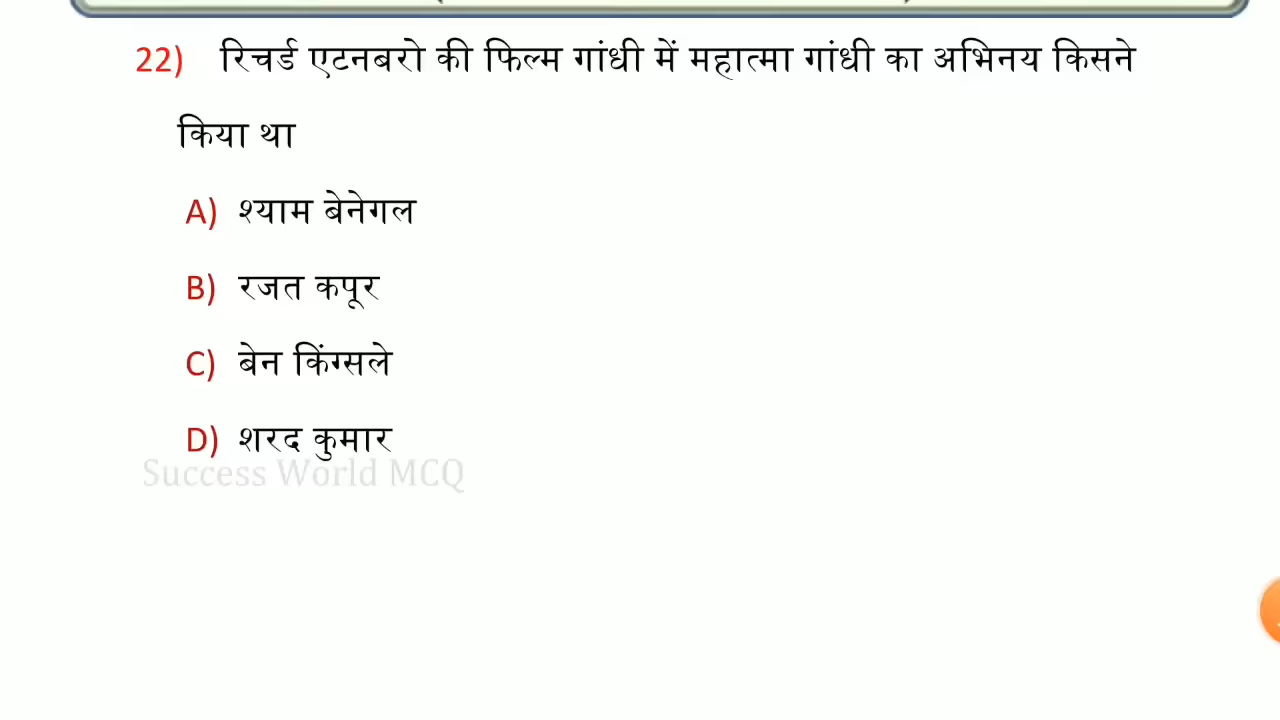 22) रिचर्ड एटनबरो की फिल्म गांधी में महात्मा गांधी का अभिनय किसने
किया था
A) श्याम बेनेगल
B) रजत कपूर
C) बेन किंग्सले
D) शरद कुमार
Success World MCQ